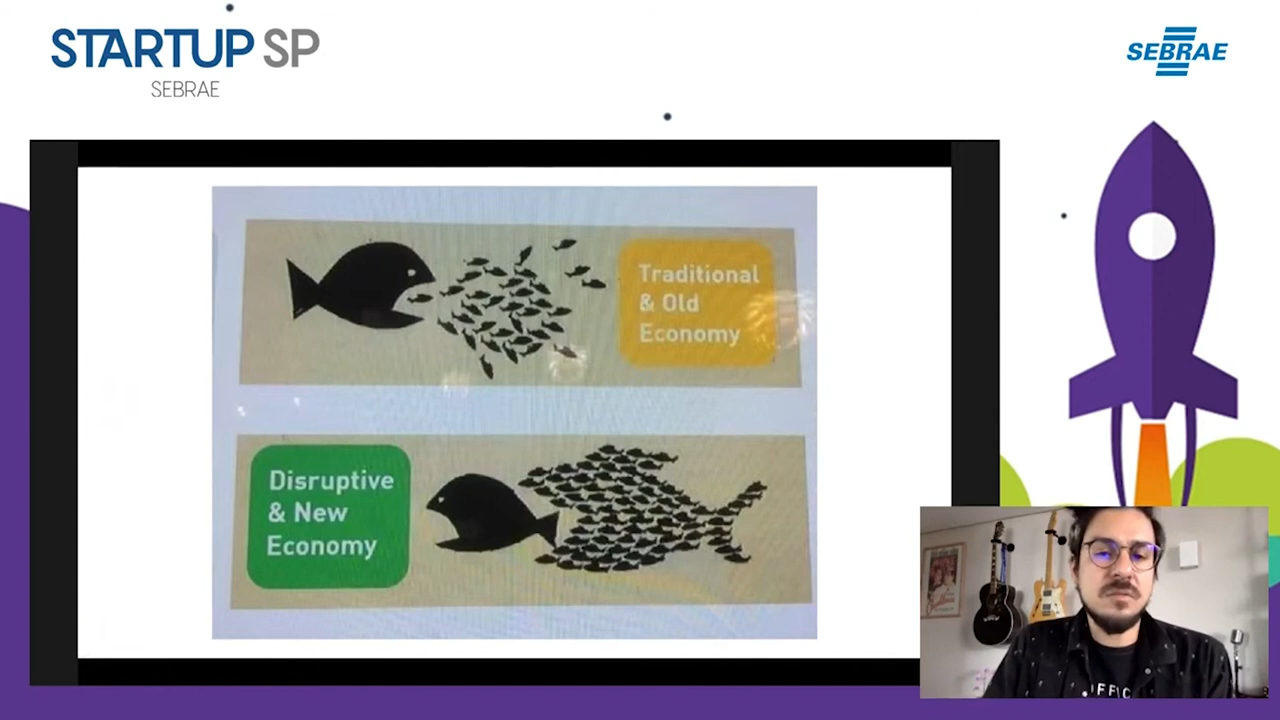 STARTUP SP
SEBRAE
SEBRAE
Traditional
& Old
Economy
Disruptive
& New
Economy